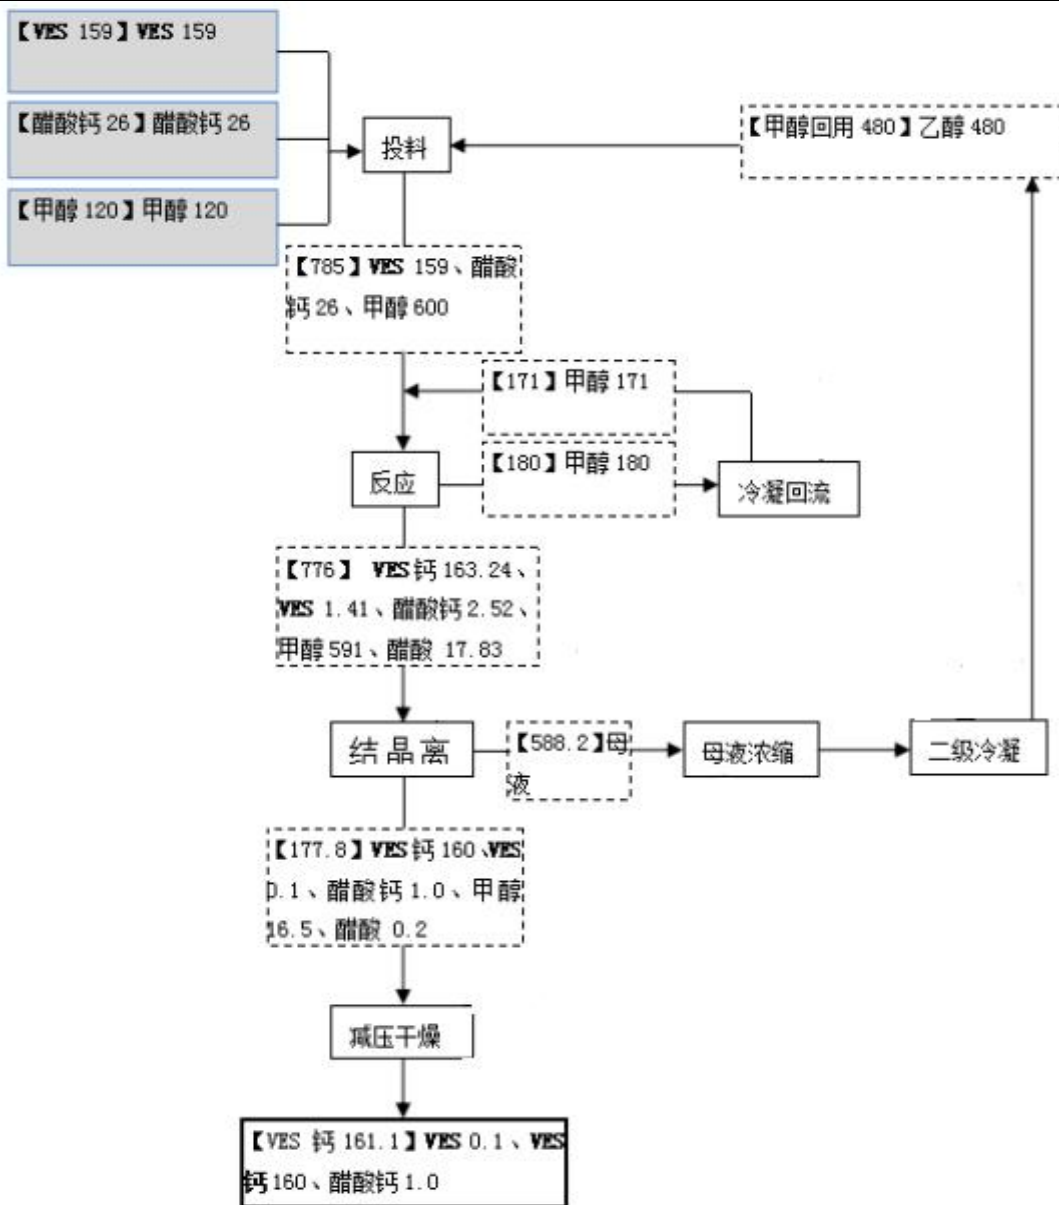 【VES 159】VES 159
【醋酸钙 26】醋酸钙 26
【甲醇 120】甲醇 120
投料
【甲醇回用 480】乙醇 480
【785】VES 159、醋酸
钙 26、甲醇 600
【171】甲醇 171
【180】甲醇 180
反应
冷凝回流
【776】 VES 钙 163.24、
VES 1.41、醋酸钙 2.52、
甲醇 591、醋酸 17.83
结晶离
【588.2】母
液
母液浓缩
二级冷凝
【177.8】VES 钙 160、VES
0.1、醋酸钙 1.0、甲醇
16.5、醋酸 0.2
减压干燥
【VES 钙 161.1】VES 0.1、VES
钙 160、醋酸钙 1.0